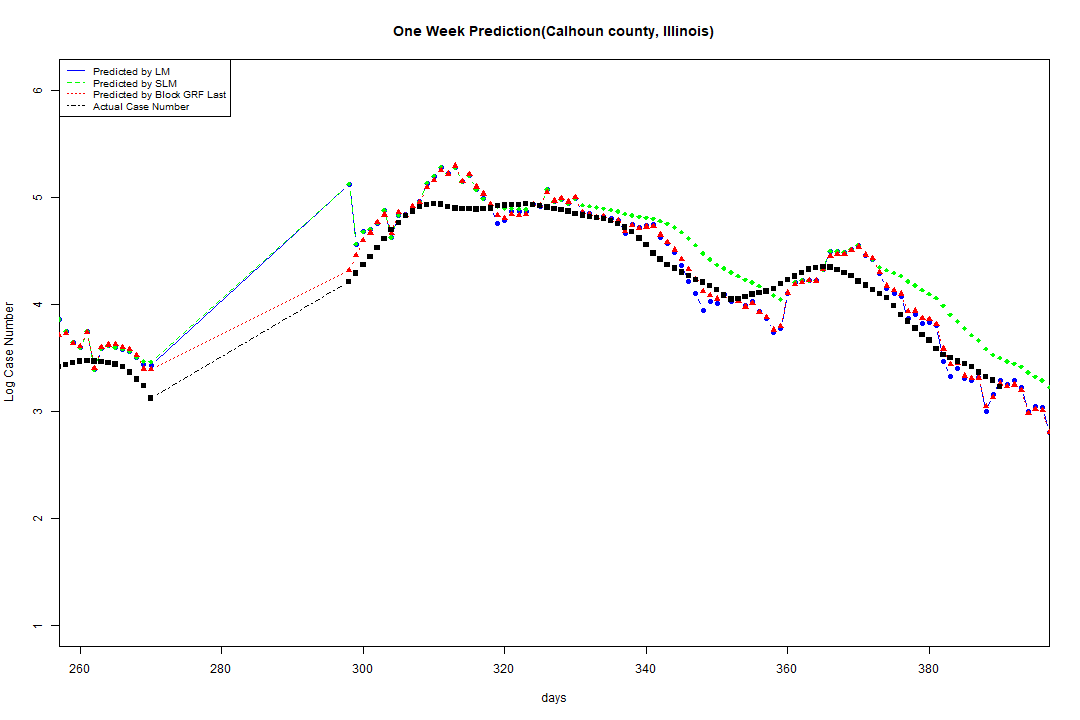 One Week Prediction(Calhoun county, Illinois)
Predicted by LM
Predicted by SLM
Predicted by Block GRF Last
Actual Case Number
Log Case Number
6
5
4
3
2
1
260 280 300 320 340 360 380
days